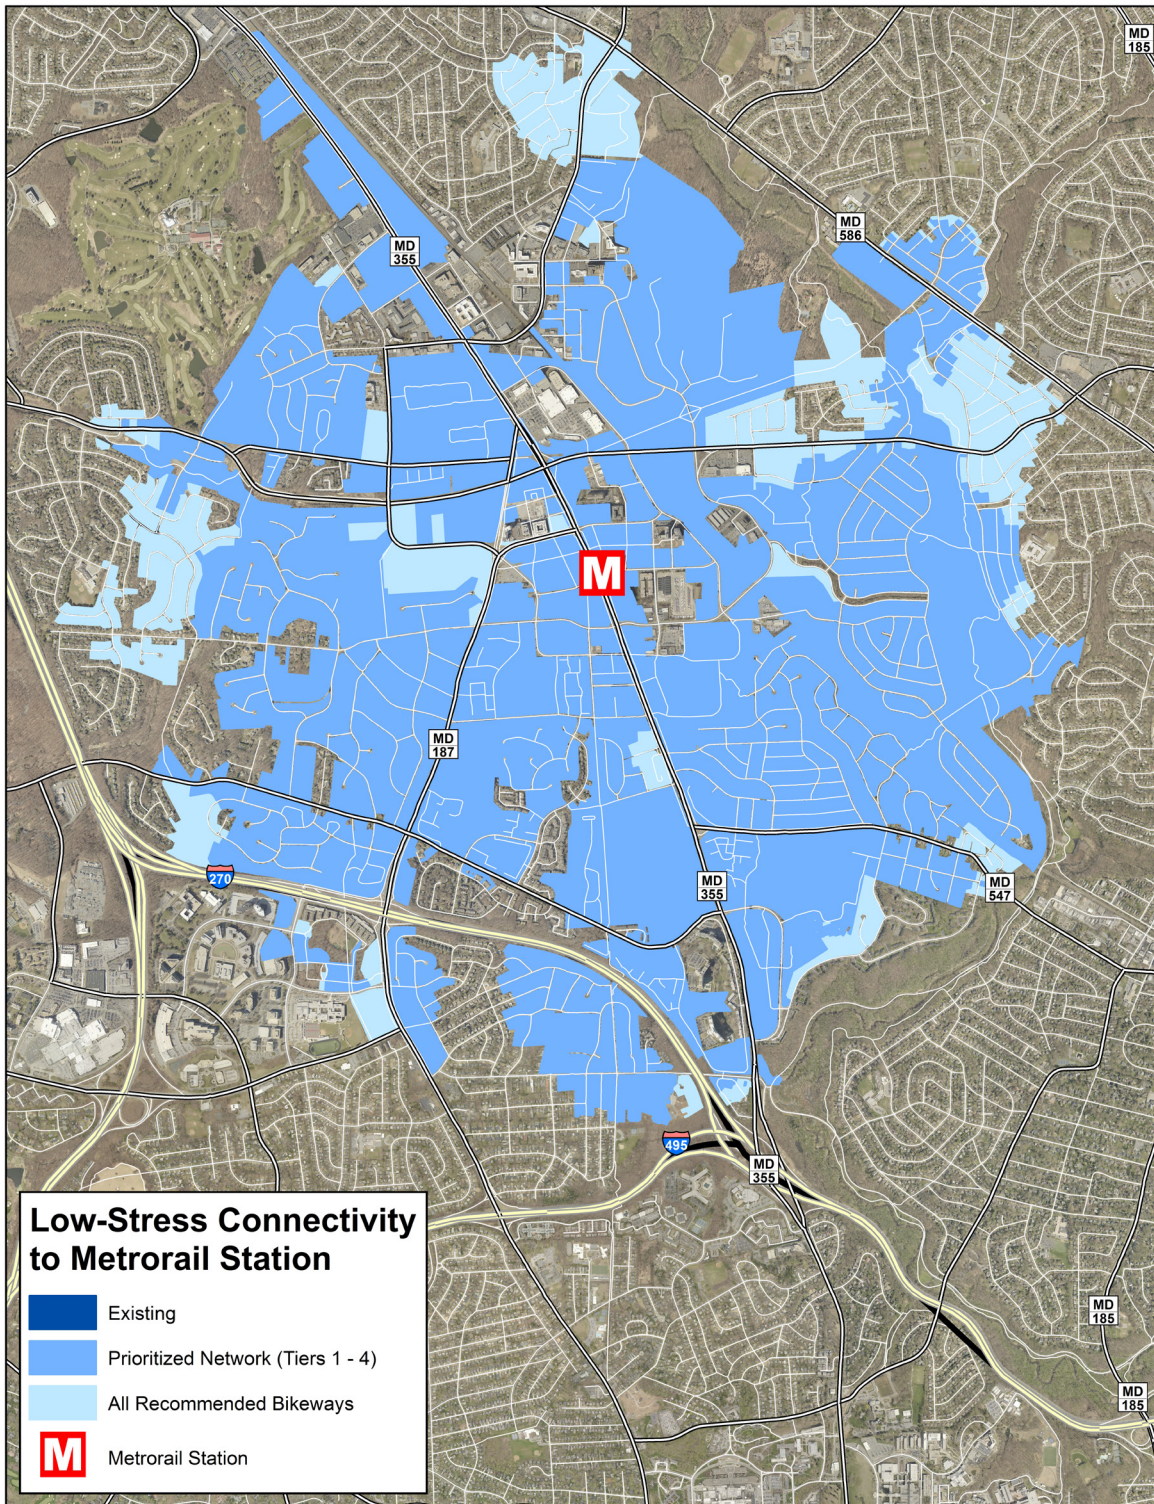 MD
185
MD
586
MD
355
M
MD
187
270
MD
355
MD
547
495
MD
355
Low-Stress Connectivity
to Metrorail Station
Existing
Prioritized Network (Tiers 1 - 4)
All Recommended Bikeways
M
Metrorail Station
MD
185
MD
185